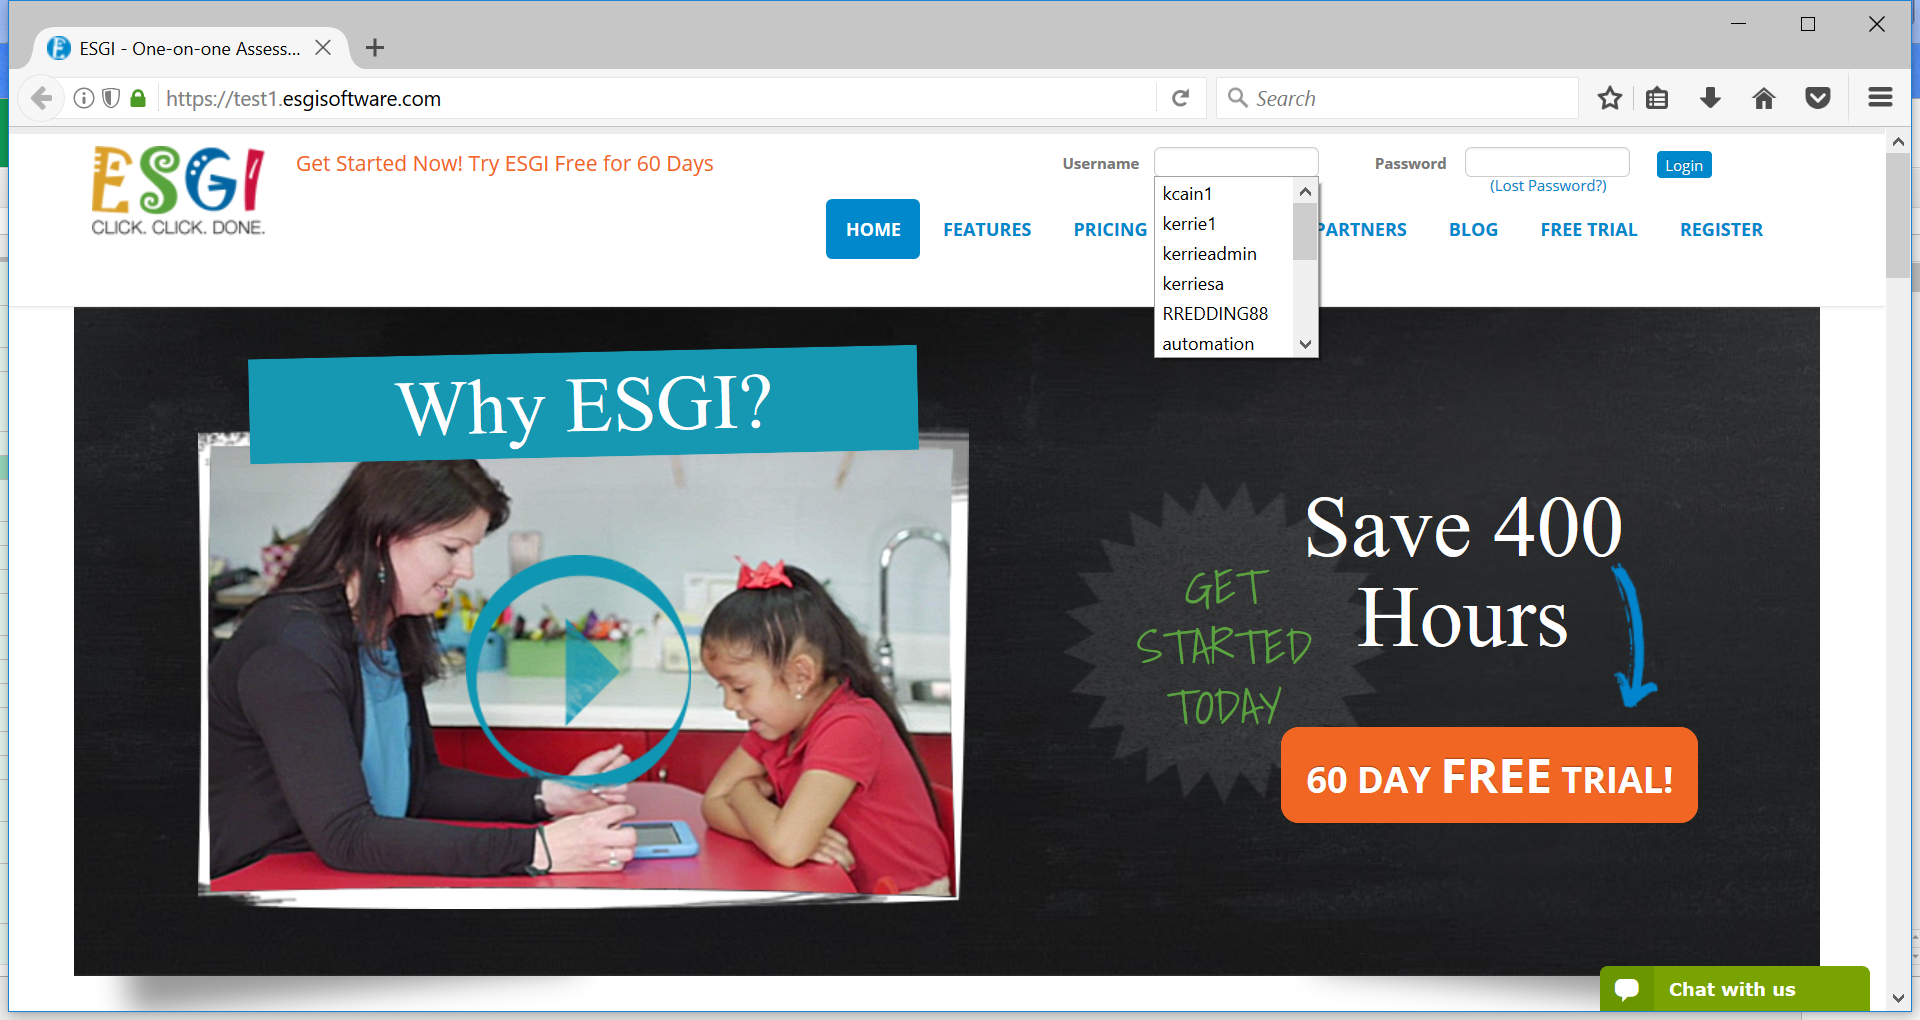 ESGI - One-on-one Assess...
https://test1.esgisoftware.com
Search
ESGI
CLICK. CLICK. DONE.
Get Started Now! Try ESGI Free for 60 Days
Username
Password
Login
(Lost Password?)
HOME
FEATURES
PRICING
PARTNERS
BLOG
FREE TRIAL
REGISTER
kcain1
kerrie1
kerrieadmin
kerriesa
RREDDING88
automation
Why ESGI?
GET
STARTED
TODAY
Save 400
Hours
60 DAY FREE TRIAL!
Chat with us